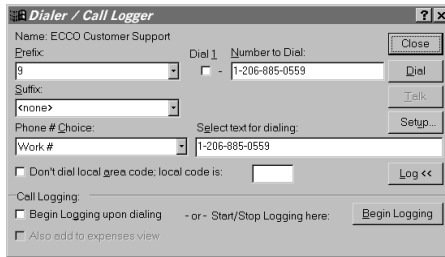 Dialer / Call Logger
Name: ECCO Customer Support
Close
Prefix: Dial 1 Number to Dial:
9 - 1-206-885-0559 Dial
Suffix:
<none> Talk
Phone # Choice: Select text for dialing: Setup...
Work # 1-206-885-0559
Don't dial local area code; local code is: Log <<
Call Logging:
Begin Logging upon dialing - or - Start/Stop Logging here: Begin Logging
Also add to expenses view